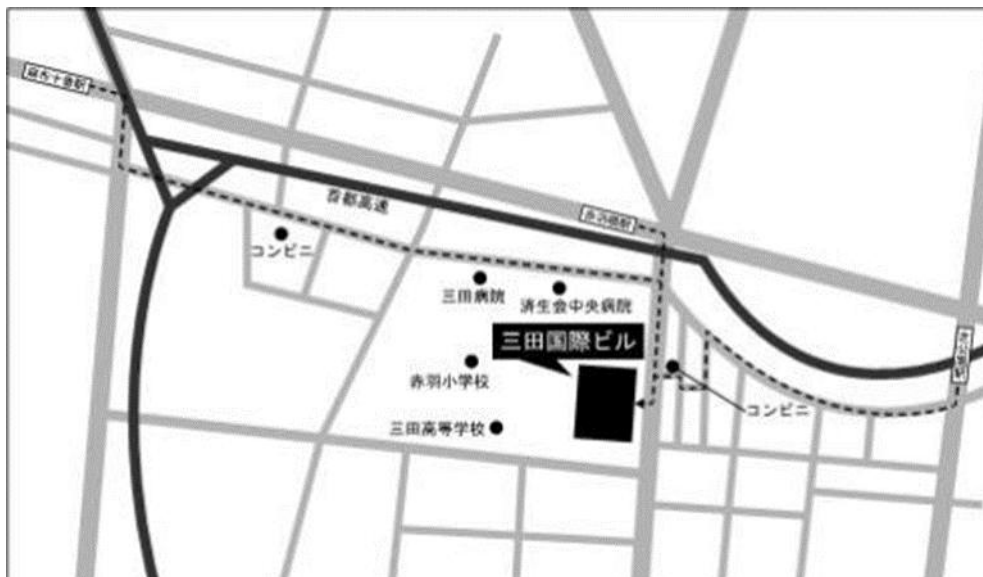 麻布十番駅
首都高速
赤羽橋駅
コンビニ
三田病院
済生会中央病院
三田国際ビル
芝公園駅
赤羽小学校
コンビニ
三田高等学校